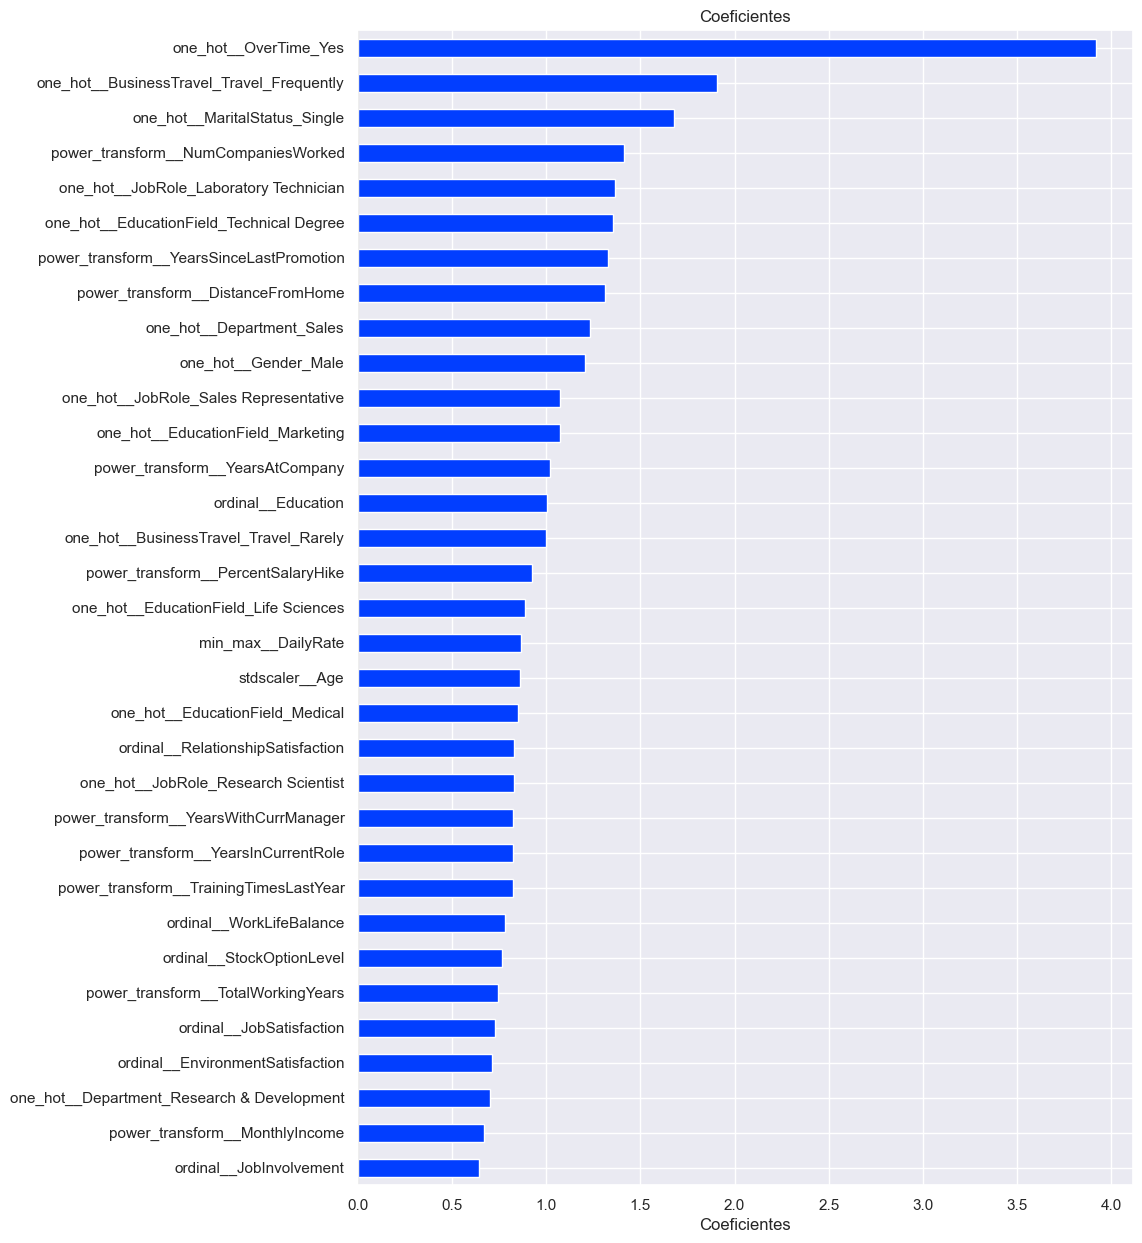 Coeficientes
one_hot__OverTime_Yes
one_hot__BusinessTravel_Travel_Frequently
one_hot__MaritalStatus_Single
power_transform__NumCompaniesWorked
one_hot__JobRole_Laboratory Technician
one_hot__EducationField_Technical Degree
power_transform__YearsSinceLastPromotion
power_transform__DistanceFromHome
one_hot__Department_Sales
one_hot__Gender_Male
one_hot__JobRole_Sales Representative
one_hot__EducationField_Marketing
power_transform__YearsAtCompany
ordinal__Education
one_hot__BusinessTravel_Travel_Rarely
power_transform__PercentSalaryHike
one_hot__EducationField_Life Sciences
min_max__DailyRate
stdscaler__Age
one_hot__EducationField_Medical
ordinal__RelationshipSatisfaction
one_hot__JobRole_Research Scientist
power_transform__YearsWithCurrManager
power_transform__YearsInCurrentRole
power_transform__TrainingTimesLastYear
ordinal__WorkLifeBalance
ordinal__StockOptionLevel
power_transform__TotalWorkingYears
ordinal__JobSatisfaction
ordinal__EnvironmentSatisfaction
one_hot__Department_Research & Development
power_transform__MonthlyIncome
ordinal__JobInvolvement
0.0 0.5 1.0 1.5 2.0 2.5 3.0 3.5 4.0
Coeficientes